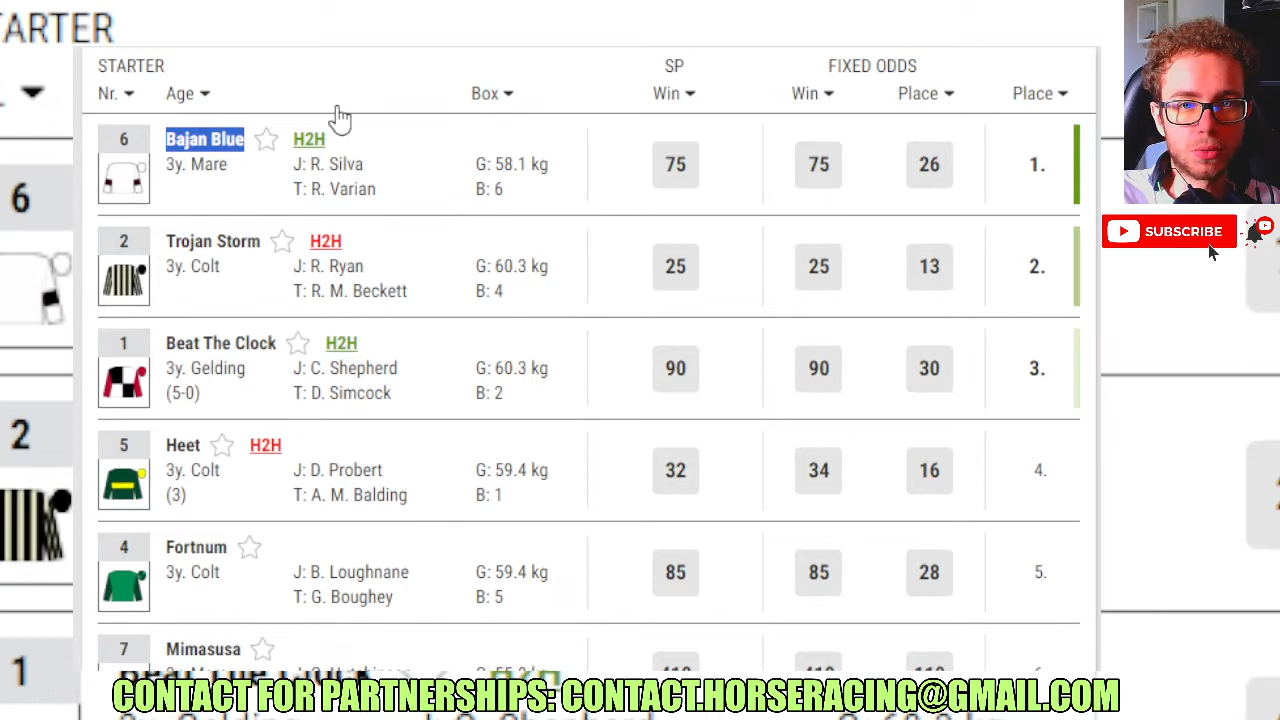 TARTER
STARTER SP FIXED ODDS
Nr. Age Box Win Win Place Place
6 Bajan Blue H2H
3y. Mare J: R. Silva G: 58.1 kg 75 75 26 1.
T: R. Varian B: 6
6
2 Trojan Storm H2H
3y. Colt J: R. Ryan G: 60.3 kg 25 25 13 2.
T: R. M. Beckett B: 4
1 Beat The Clock H2H
3y. Gelding J: C. Shepherd G: 60.3 kg 90 90 30 3.
(5-0) T: D. Simcock B: 2
2
5 Heet H2H
3y. Colt J: D. Probert G: 59.4 kg 32 34 16 4.
(3) T: A. M. Balding B: 1
4 Fortnum
3y. Colt J: B. Loughnane G: 59.4 kg 85 85 28 5.
T: G. Boughey B: 5
7 Mimasusa
1
SUBSCRIBE
CONTACT FOR PARTNERSHIPS: CONTACT.HORSERACING@GMAIL.COM